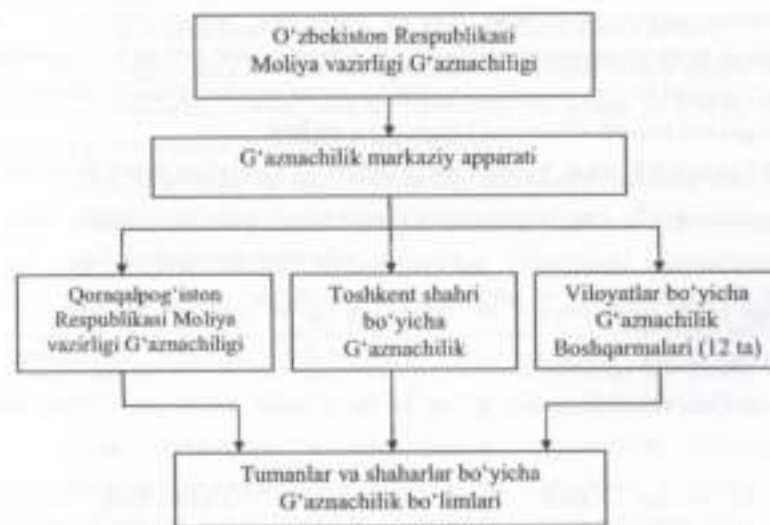 O‘zbekiston Respublikasi
Moliya vazirligi G‘aznachiligi
G‘aznachilik markaziy apparati
Qoraqalpog‘iston
Respublikasi Moliya
vazirligi G‘aznachiligi
Toshkent shahri
bo‘yicha
G‘aznachilik
Viloyatlar bo‘yicha
G‘aznachilik
Boshqarmalari (12 ta)
Tumanlar va shaharlar bo‘yicha
G‘aznachilik bo‘limlari